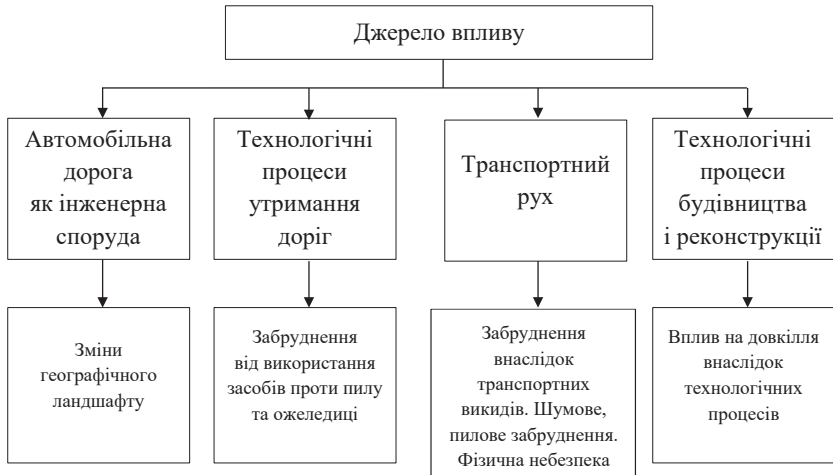 Джерело впливу
Автомобільна
дорога
як інженерна
споруда
Технологічні
процеси
утримання
доріг
Транспортний
рух
Технологічні
процеси
будівництва
і реконструкції
Зміни
географічного
ландшафту
Забруднення
від використання
засобів проти пилу
та ожеледиці
Забруднення
внаслідок
транспортних
викидів. Шумове,
пилове забруднення.
Фізична небезпека
Вплив на довкілля
внаслідок
технологічних
процесів